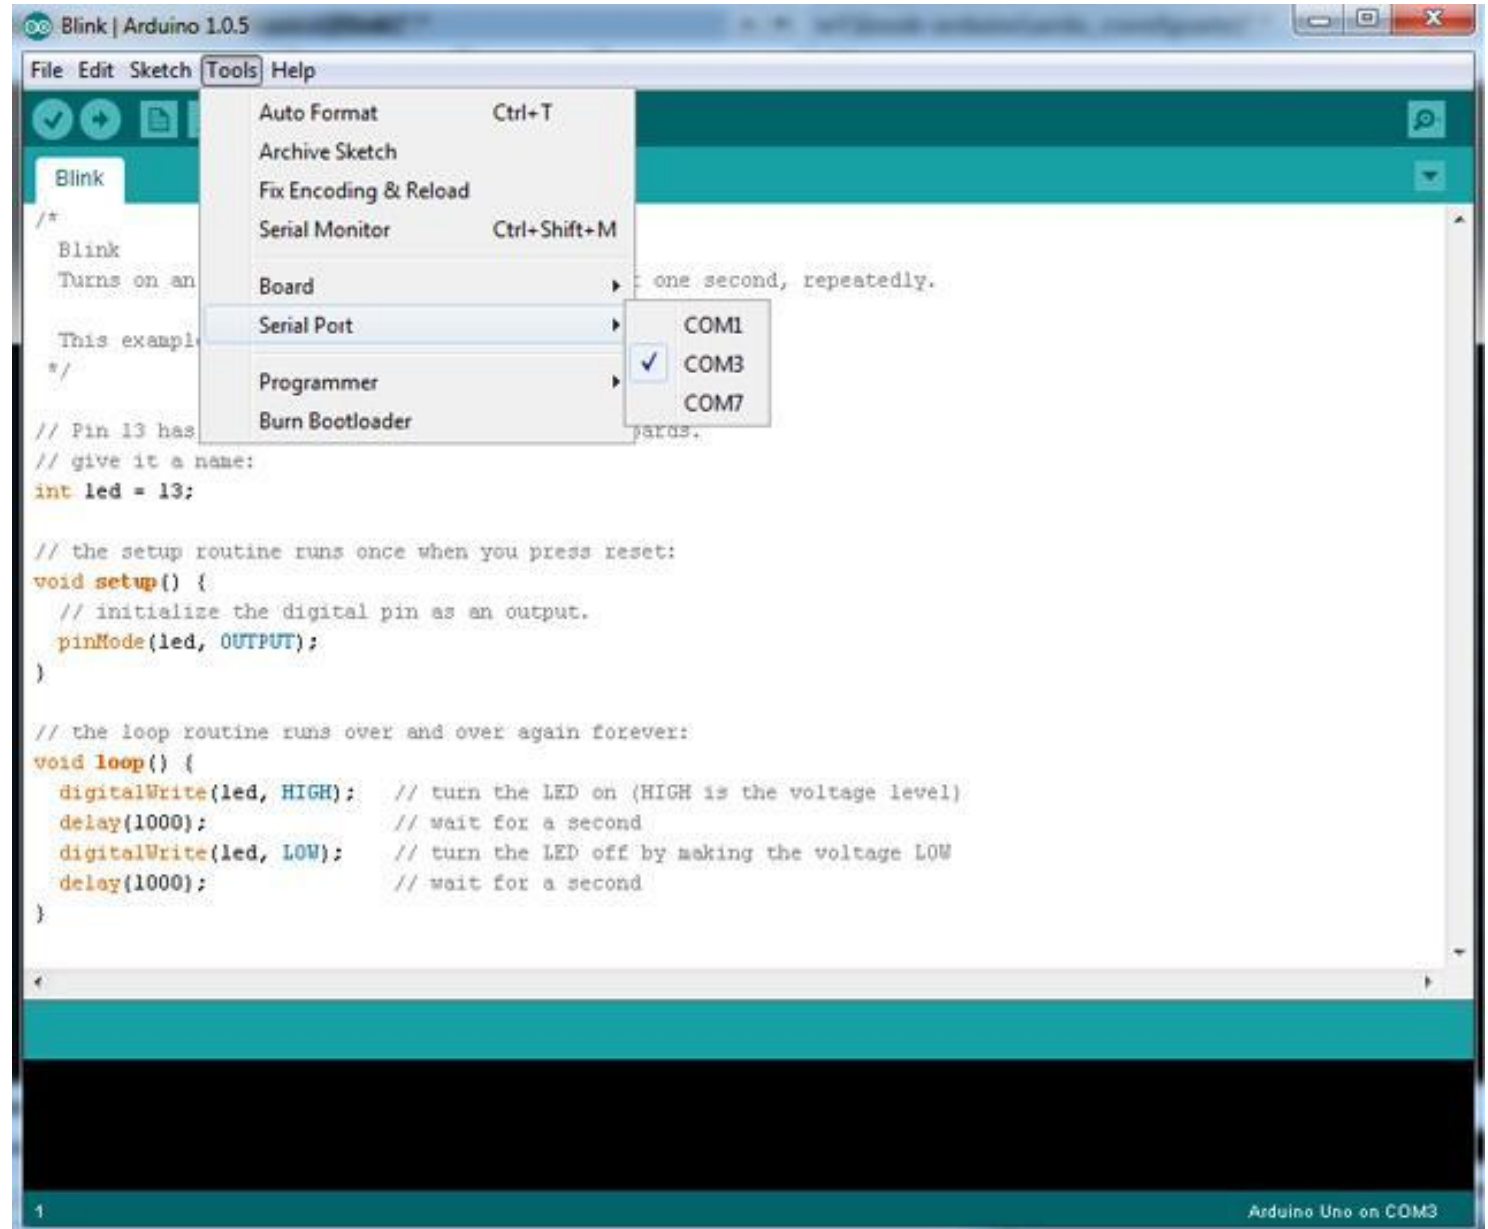 Blink | Arduino 1.0.5
File Edit Sketch Tools Help
Auto Format Ctrl+T
Archive Sketch
Fix Encoding & Reload
Serial Monitor Ctrl+Shift+M
Board
Serial Port
Programmer
Burn Bootloader
COM1
COM3
COM7
Blink
/*
Blink
Turns on an
one second, repeatedly.
This exampl
*/
// Pin 13 has
// give it a name:
int led = 13;
// the setup routine runs once when you press reset:
void setup() {
// initialize the digital pin as an output.
pinMode(led, OUTPUT);
}
// the loop routine runs over and over again forever:
void loop() {
digitalWrite(led, HIGH); // turn the LED on (HIGH is the voltage level)
delay(1000); // wait for a second
digitalWrite(led, LOW); // turn the LED off by making the voltage LOW
delay(1000); // wait for a second
}
1
Arduino Uno on COM3